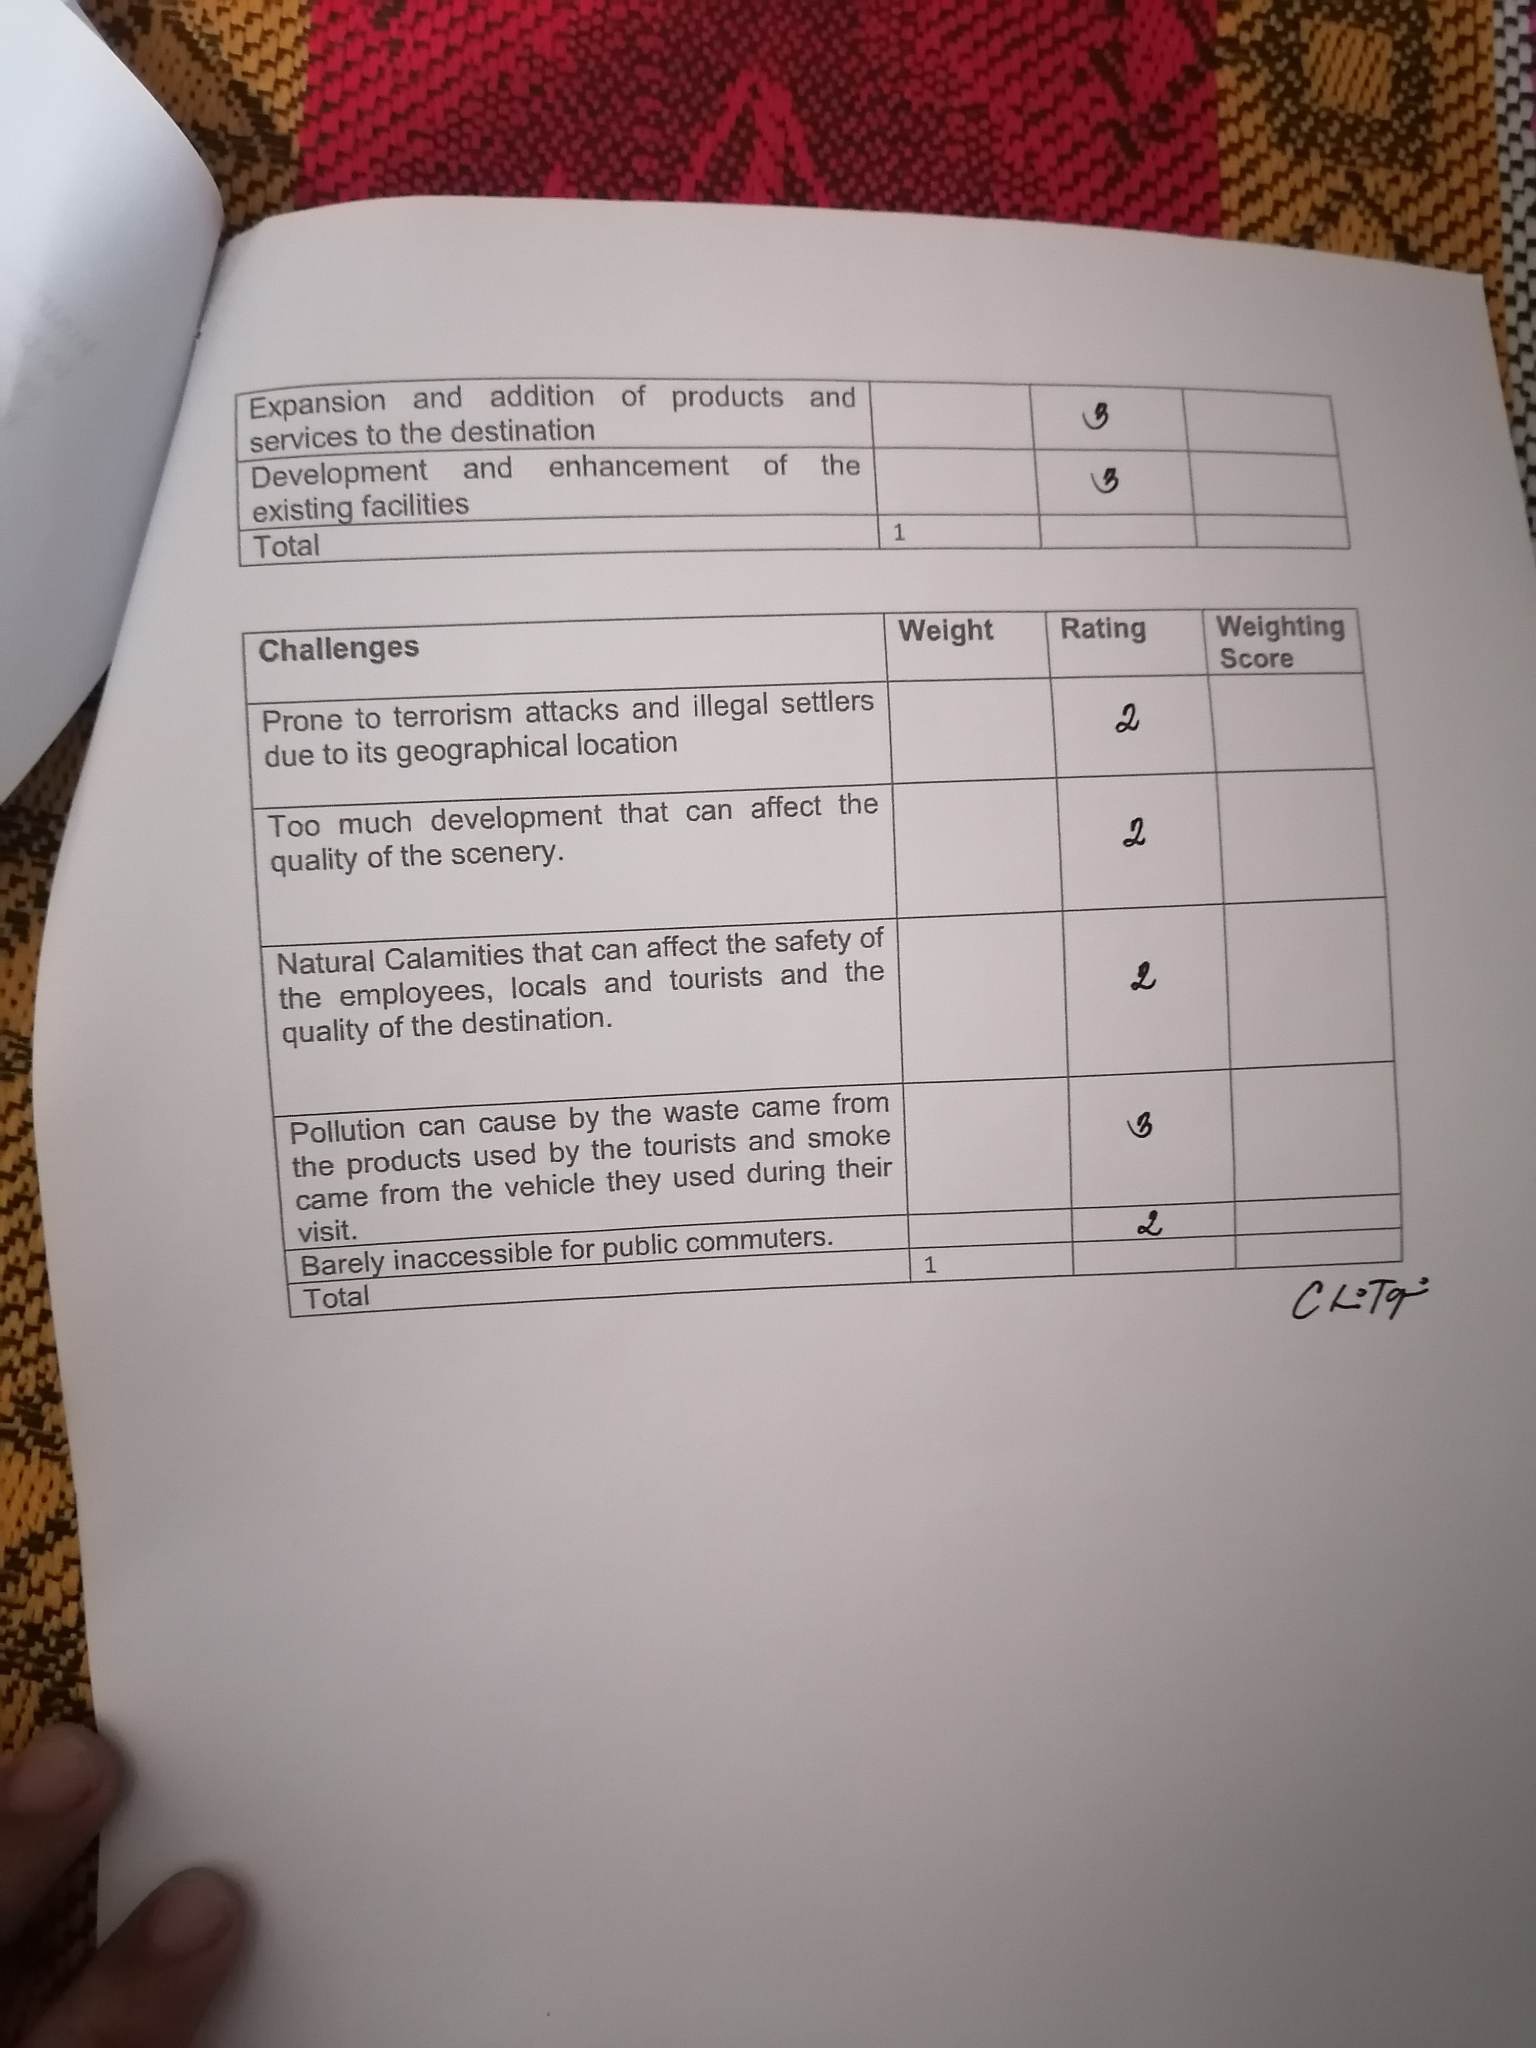 Expansion and addition of products and
services to the destination
3
Development and enhancement of the
existing facilities
3
Total
1
Challenges
Weight
Rating
Weighting
Score
Prone to terrorism attacks and illegal settlers
due to its geographical location
2
Too much development that can affect the
quality of the scenery.
2
Natural Calamities that can affect the safety of
the employees, locals and tourists and the
quality of the destination.
2
Pollution can cause by the waste came from
the products used by the tourists and smoke
came from the vehicle they used during their
visit.
3
Barely inaccessible for public commuters.
2
Total
1